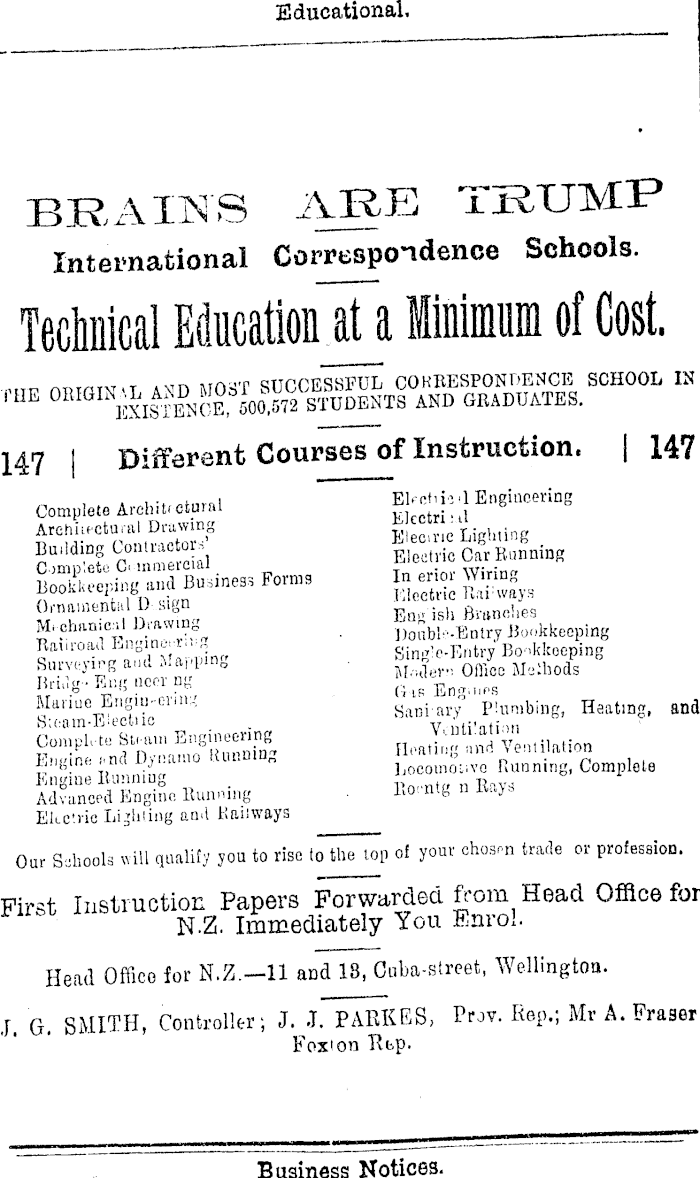 Educational.
BRAINS ARE TRUMP
International Correspondence Schools.
Technical Education at a Minimum of Cost.
THE ORIGINAL AND MOST SUCCESSFUL CORRESPONDENCE SCHOOL IN
EXISTENCE, 500,572 STUDENTS AND GRADUATES.
147 | Different Courses of Instruction. | 147
Complete Architectural
Architectural Drawing
Building Contractors'
Complete Commercial
Bookkeeping and Business Forms
Ornamental Design
Mechanical Drawing
Railroad Engineering
Surveying and Mapping
Bridge Engineering
Marine Engineering
Steam-Electric
Complete Steam Engineering
Engine and Dynamo Running
Engine Running
Advanced Engine Running
Electric Lighting and Railways
Electrical Engineering
Electrical
Electric Lighting
Electric Car Running
Interior Wiring
Electric Railways
English Branches
Double-Entry Bookkeeping
Single-Entry Bookkeeping
Modern Office Methods
Gas Engines
Sanitary Plumbing, Heating, and
Ventilation
Heating and Ventilation
Locomotive Running, Complete
Roentgen Rays
Our Schools will qualify you to rise to the top of your chosen trade or profession.
First Instruction Papers Forwarded from Head Office for
N.Z. Immediately You Enrol.
Head Office for N.Z.—11 and 13, Cuba-street, Wellington.
J. G. SMITH, Controller; J. J. PARKES, Prov. Rep.; Mr A. Fraser
Foxton Rep.
Business Notices.